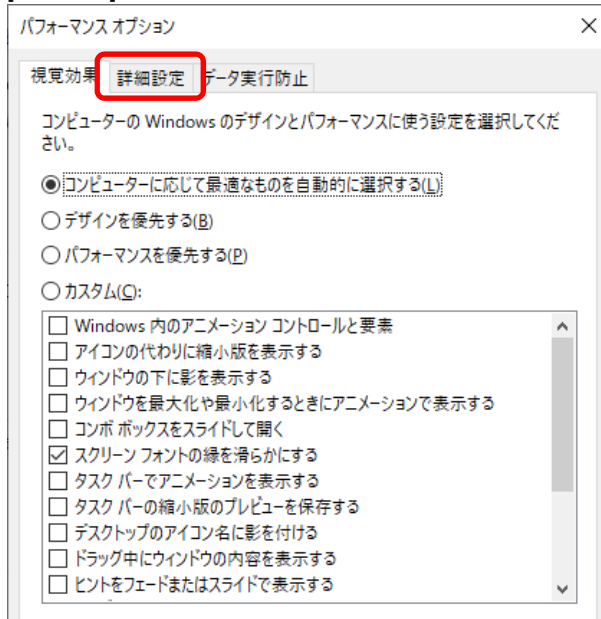 パフォーマンス オプション
視覚効果 詳細設定 データ実行防止
コンピューターの Windows のデザインとパフォーマンスに使う設定を選択してくだ
さい。
コンピューターに応じて最適なものを自動的に選択する(L)
デザインを優先する(B)
パフォーマンスを優先する(P)
カスタム(C):
Windows 内のアニメーション コントロールと要素
アイコンの代わりに縮小版を表示する
ウィンドウの下に影を表示する
ウィンドウを最大化や最小化するときにアニメーションで表示する
コンボ ボックスをスライドして開く
スクリーン フォントの縁を滑らかにする
タスク バーでアニメーションを表示する
タスク バーの縮小版のプレビューを保存する
デスクトップのアイコン名に影を付ける
ドラッグ中にウィンドウの内容を表示する
ヒントをフェードまたはスライドで表示する